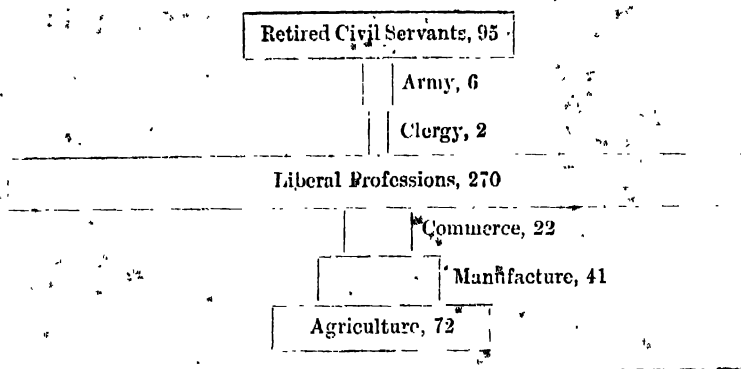 Retired Civil Servants, 95
Army, 6
Clergy, 2
Liberal Professions, 270
Commerce, 22
Manufacture, 41
Agriculture, 72